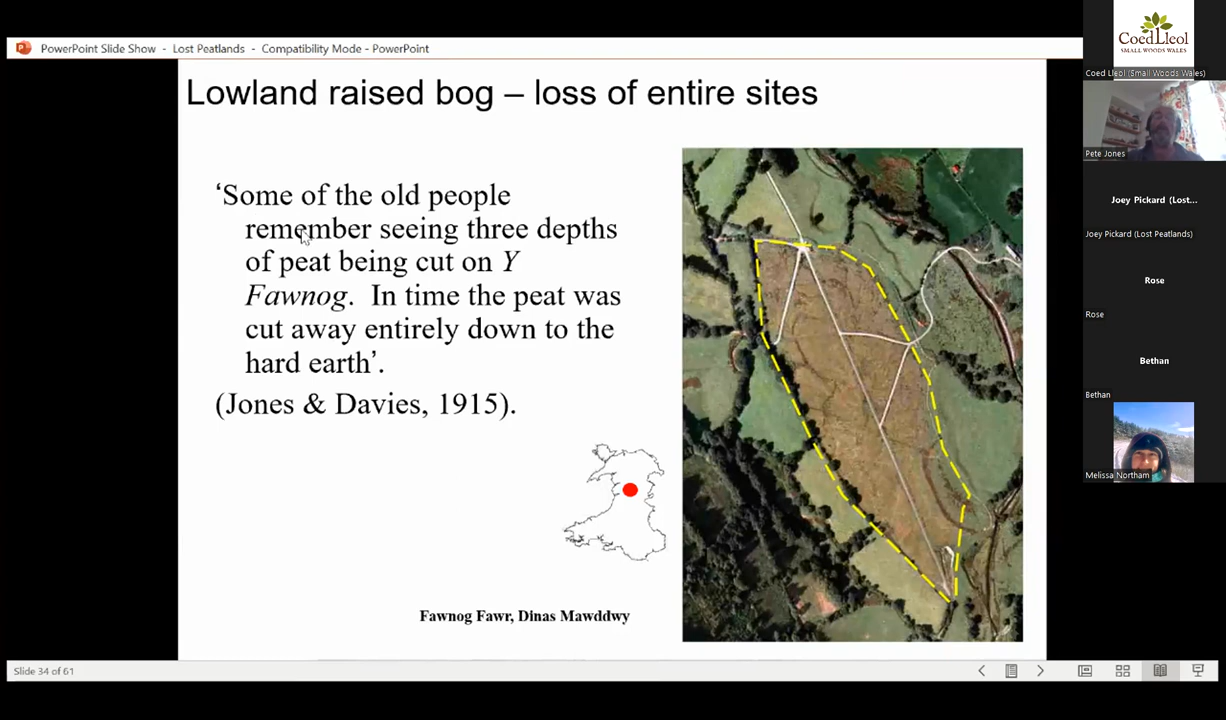 PowerPoint Slide Show - Lost Peatlands - Compatibility Mode - PowerPoint
Lowland raised bog – loss of entire sites
‘Some of the old people
remember seeing three depths
of peat being cut on Y
Fawnog. In time the peat was
cut away entirely down to the
hard earth’.
(Jones & Davies, 1915).
Fawnog Fawr, Dinas Mawddwy
Slide 34 of 61
Coed Lleol
SMALL WOODS WALES
Coed Lleol (Small Woods Wales)
Pete Jones
Joey Pickard (Lost...
Joey Pickard (Lost Peatlands)
Rose
Rose
Bethan
Bethan
Melissa Northam